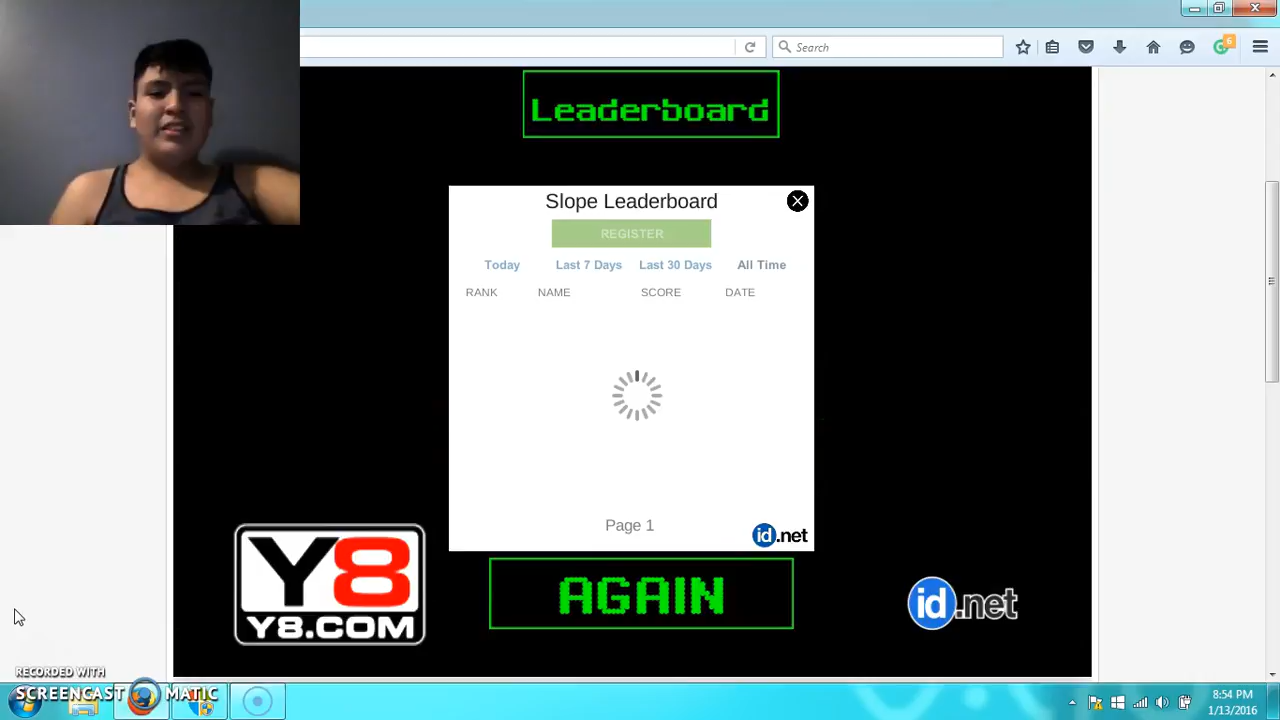 Search
6
Leaderboard
Slope Leaderboard
REGISTER
Today Last 7 Days Last 30 Days All Time
RANK NAME SCORE DATE
Page 1
id.net
Y8
Y8.COM
AGAIN
id.net
RECORDED WITH
SCREENCAST MATIC
8:54 PM
1/13/2016